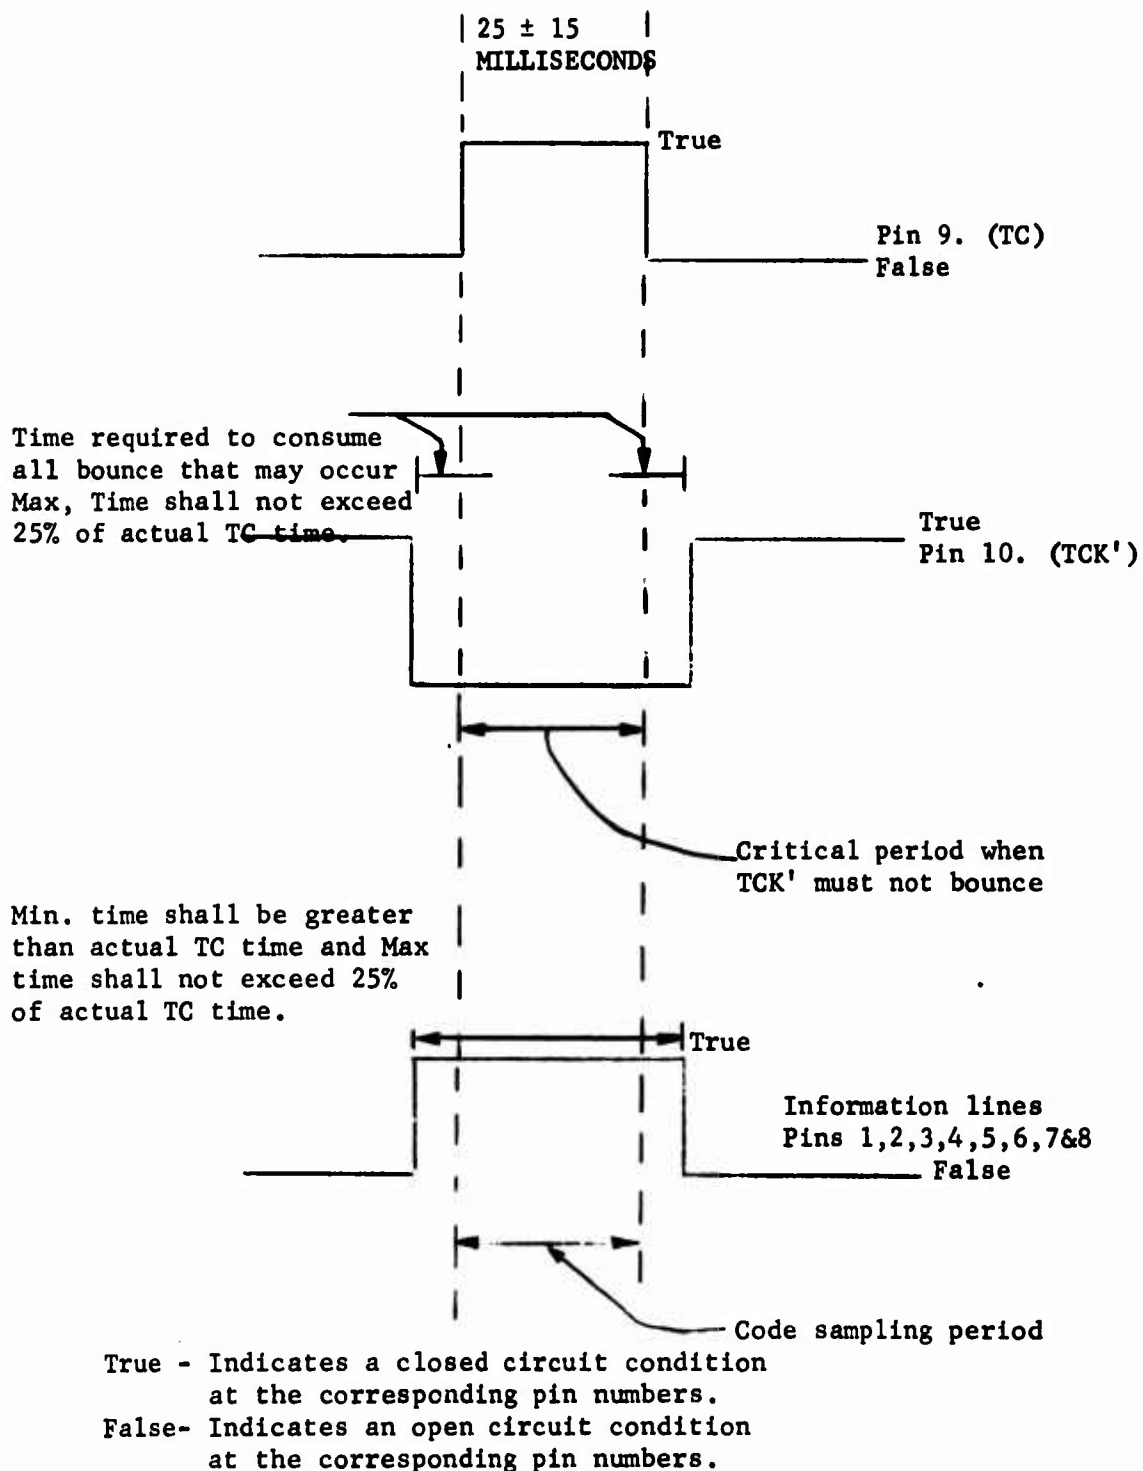 25 ± 15
MILLISECONDS
True
Pin 9. (TC)
False
Time required to consume
all bounce that may occur
Max, Time shall not exceed
25% of actual TC time.
True
Pin 10. (TCK')
Critical period when
TCK' must not bounce
Min. time shall be greater
than actual TC time and Max
time shall not exceed 25%
of actual TC time.
True
Information lines
Pins 1,2,3,4,5,6,7&8
False
Code sampling period
True - Indicates a closed circuit condition
at the corresponding pin numbers.
False- Indicates an open circuit condition
at the corresponding pin numbers.